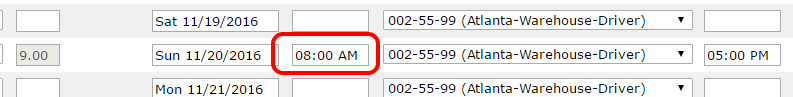 Sat 11/19/2016 002-55-99 (Atlanta-Warehouse-Driver)
9.00 Sun 11/20/2016 08:00 AM 002-55-99 (Atlanta-Warehouse-Driver) 05:00 PM
Mon 11/21/2016 002-55-99 (Atlanta-Warehouse-Driver)